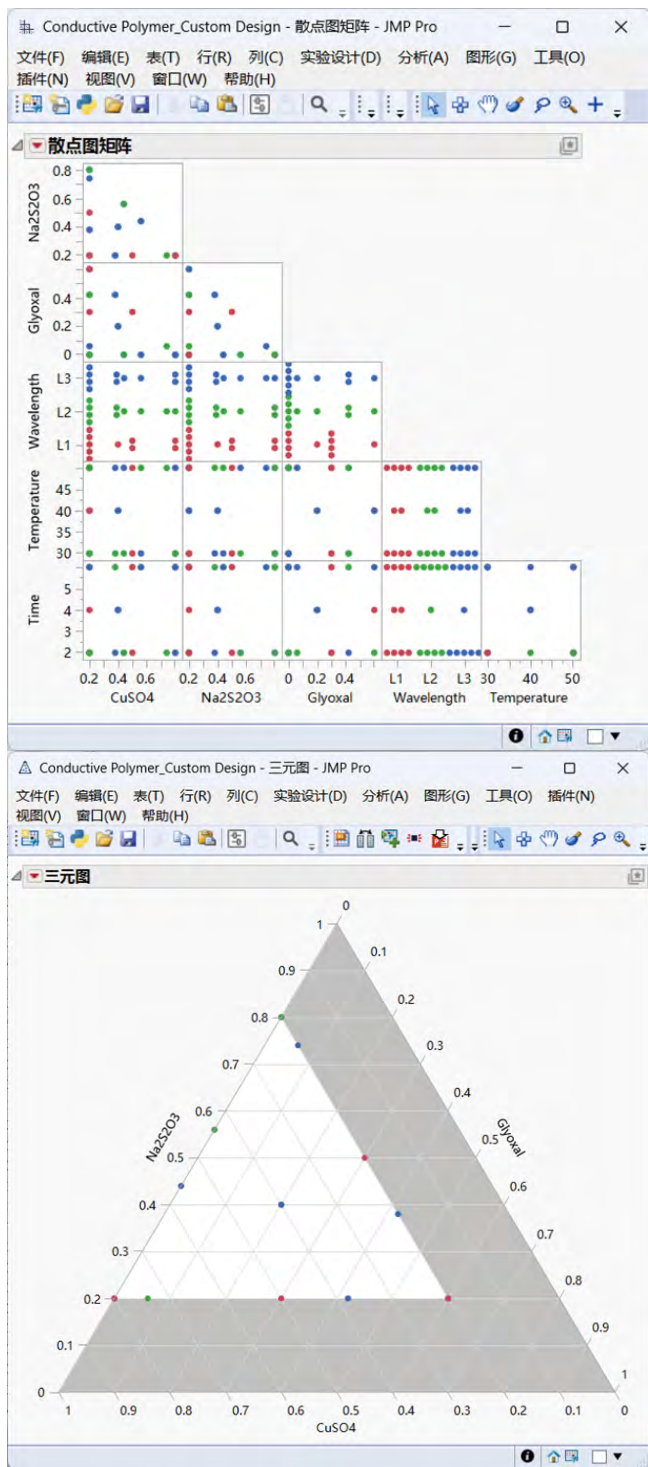 Conductive Polymer_Custom Design - 散点图矩阵 - JMP Pro
文件(F) 编辑(E) 表(T) 行(R) 列(C) 实验设计(D) 分析(A) 图形(G) 工具(O)
插件(N) 视图(V) 窗口(W) 帮助(H)
散点图矩阵
Na2S2O3
0.8
0.6
0.4
0.2
Glyoxal
0.4
0.2
0
Wavelength
L3
L2
L1
Temperature
45
40
35
30
Time
5
4
3
2
0.2 0.4 0.6 0.2 0.4 0.6 0 0.2 0.4 L1 L2 L3 30 40 50
CuSO4 Na2S2O3 Glyoxal Wavelength Temperature
Conductive Polymer_Custom Design - 三元图 - JMP Pro
文件(F) 编辑(E) 表(T) 行(R) 列(C) 实验设计(D) 分析(A) 图形(G) 工具(O) 插件(N)
视图(V) 窗口(W) 帮助(H)
三元图
0
1
0.1
0.9
0.2
0.8
0.3
0.7
0.4
0.6
Na2S2O3
Glyoxal
0.5
0.5
0.6
0.4
0.7
0.3
0.8
0.2
0.9
0.1
1
0
1 0.9 0.8 0.7 0.6 0.5 0.4 0.3 0.2 0.1 0
CuSO4